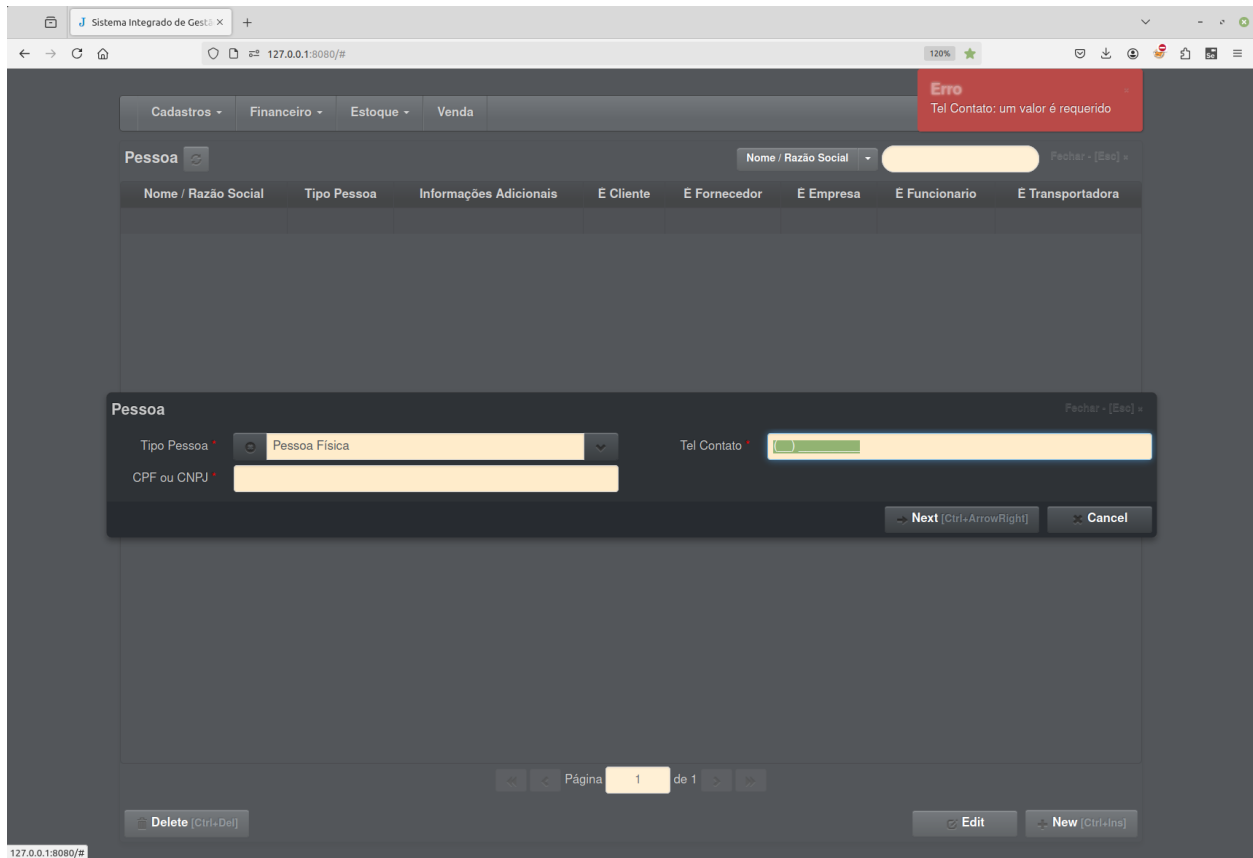 Sistema Integrado de Gestã
127.0.0.1:8080/#
120%
Erro
Tel Contato: um valor é requerido
Cadastros Financeiro Estoque Venda
Pessoa Nome / Razão Social Fechar - [Esc] ×
Nome / Razão Social Tipo Pessoa Informações Adicionais É Cliente É Fornecedor É Empresa É Funcionario É Transportadora
Pessoa Fechar - [Esc] ×
Tipo Pessoa * Pessoa Física Tel Contato * (__)_________
CPF ou CNPJ *
Next [Ctrl+ArrowRight] Cancel
Página 1 de 1
Delete [Ctrl+Del] Edit New [Ctrl+Ins]
127.0.0.1:8080/#